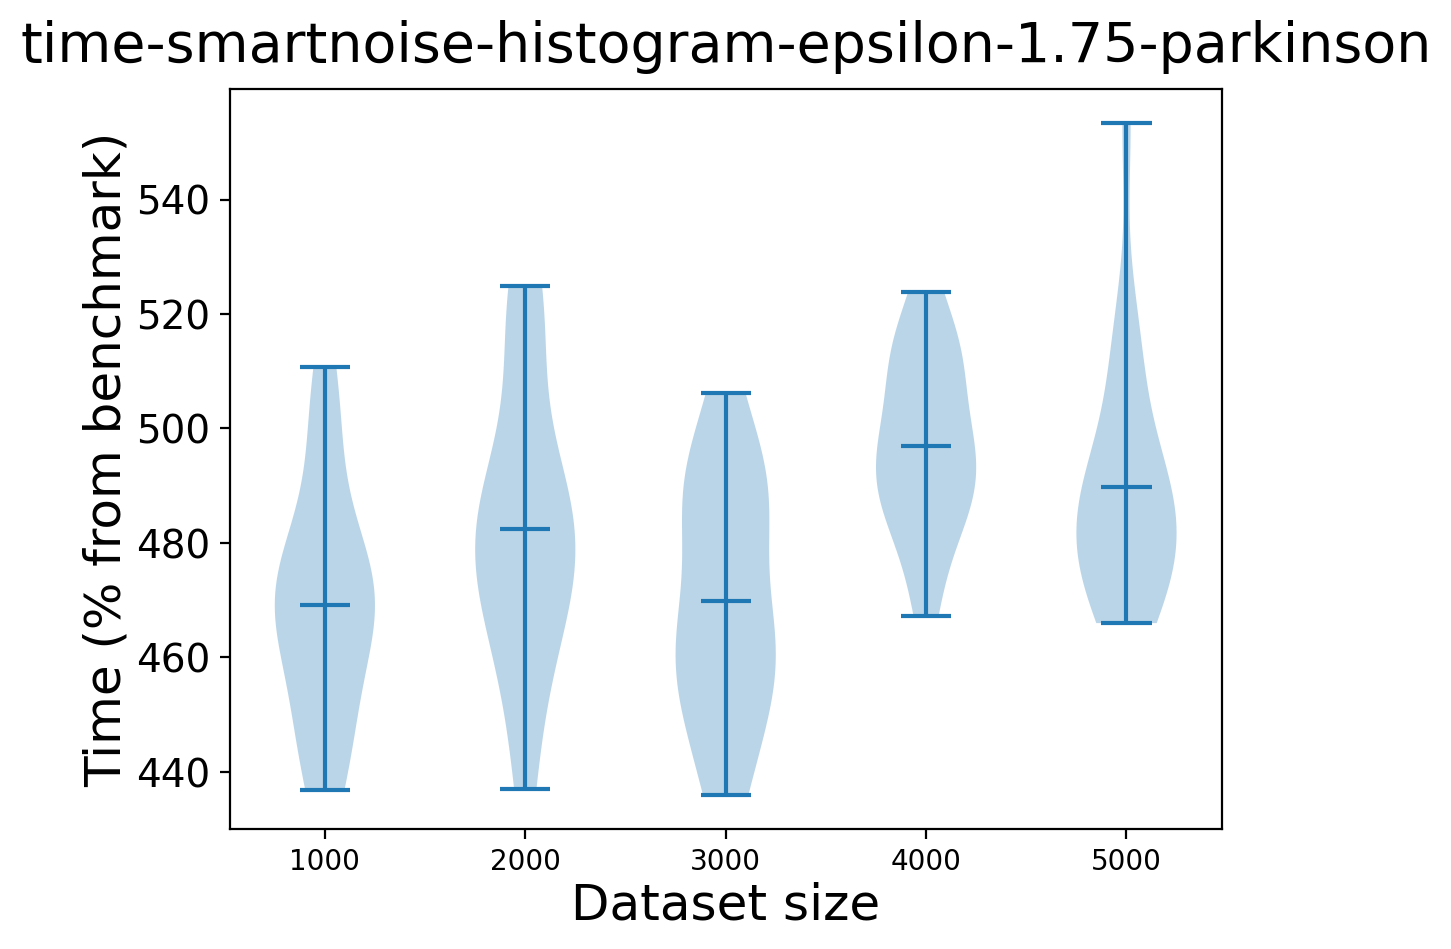 time-smartnoise-histogram-epsilon-1.75-parkinson
Time (% from benchmark)
540
520
500
480
460
440
1000 2000 3000 4000 5000
Dataset size